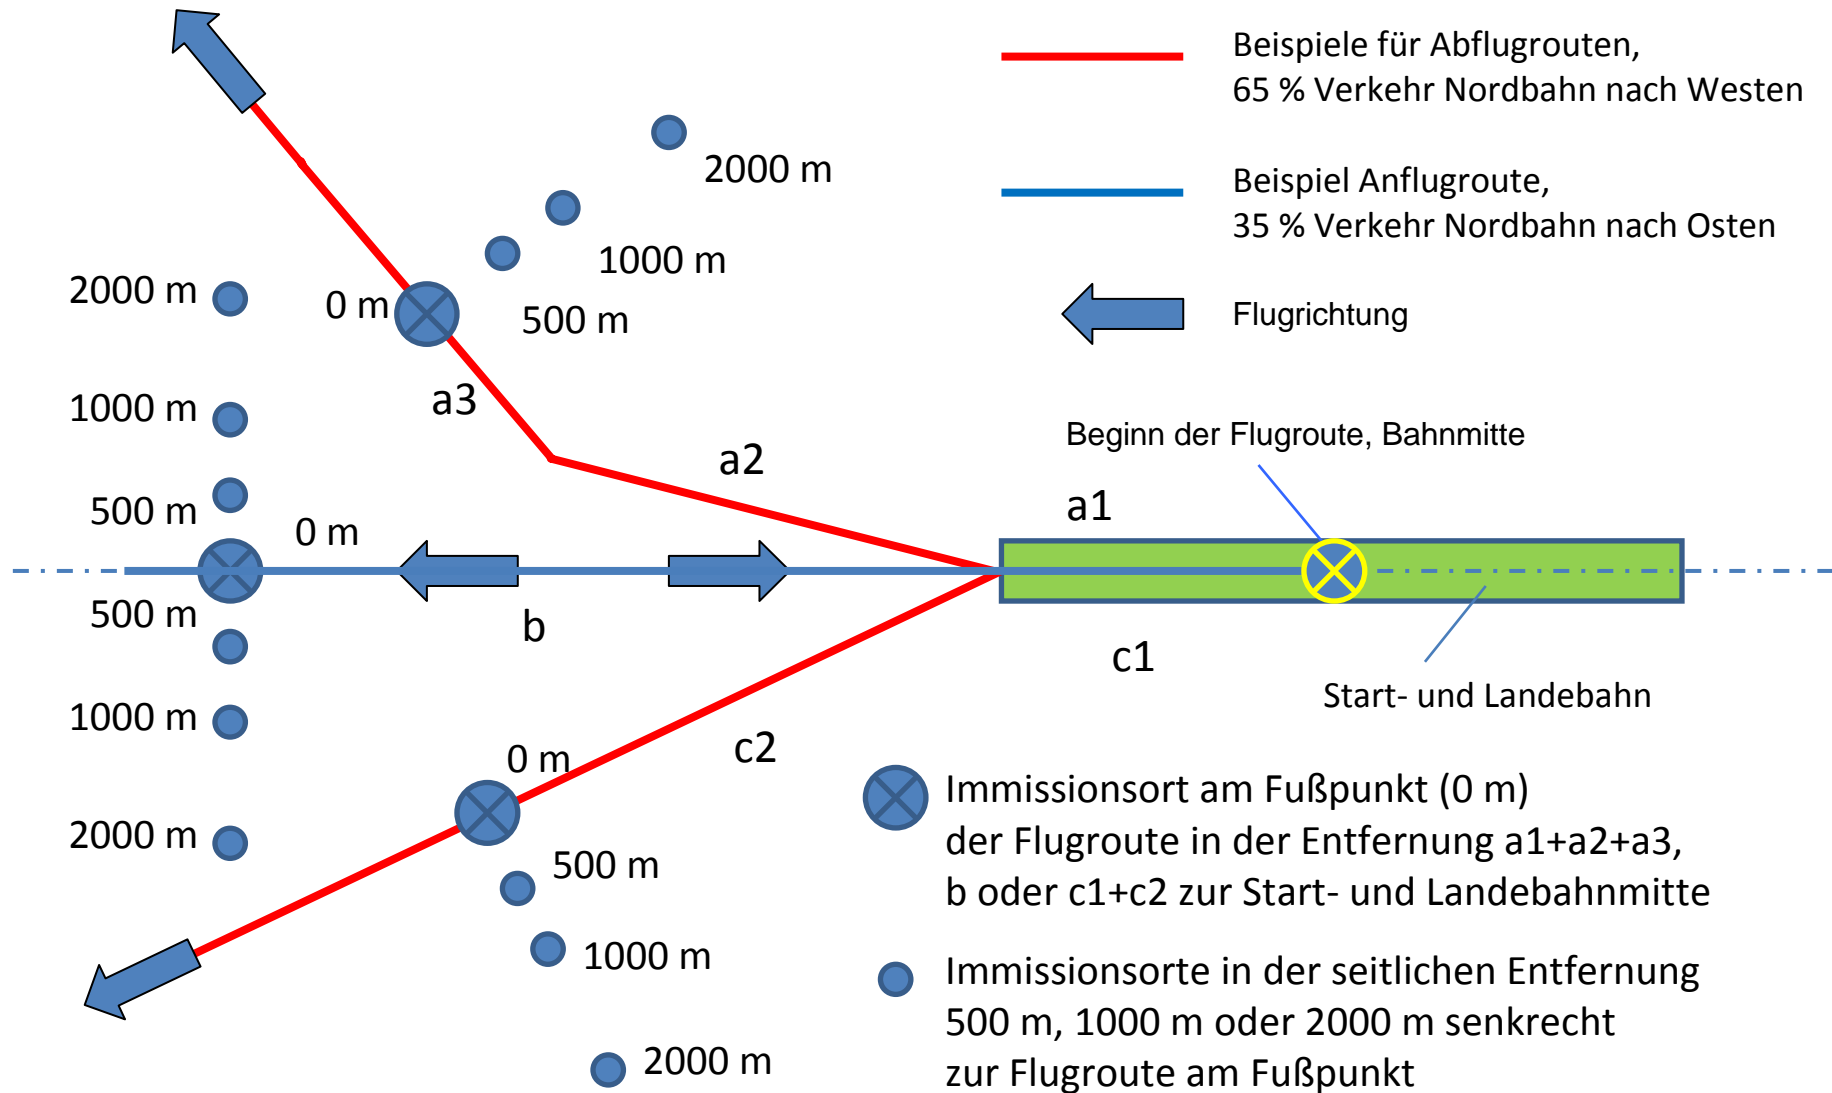 Beispiele für Abflugrouten,
65 % Verkehr Nordbahn nach Westen
Beispiel Anflugroute,
35 % Verkehr Nordbahn nach Osten
Flugrichtung
2000 m
1000 m
500 m
0 m
a3
a2
2000 m
1000 m
500 m
0 m
500 m
1000 m
2000 m
b
Beginn der Flugroute, Bahnmitte
a1
c1
Start- und Landebahn
c2
0 m
500 m
1000 m
2000 m
Immissionsort am Fußpunkt (0 m)
der Flugroute in der Entfernung a1+a2+a3,
b oder c1+c2 zur Start- und Landebahnmitte
Immissionsorte in der seitlichen Entfernung
500 m, 1000 m oder 2000 m senkrecht
zur Flugroute am Fußpunkt